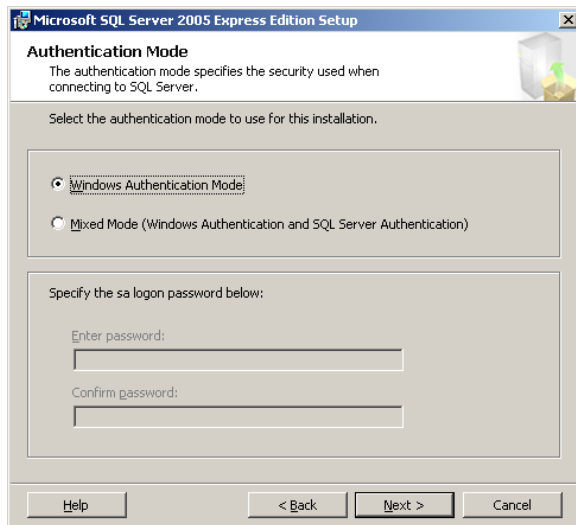 Microsoft SQL Server 2005 Express Edition Setup
Authentication Mode
The authentication mode specifies the security used when
connecting to SQL Server.
Select the authentication mode to use for this installation.
Windows Authentication Mode
Mixed Mode (Windows Authentication and SQL Server Authentication)
Specify the sa logon password below:
Enter password:
Confirm password:
Help
< Back
Next >
Cancel